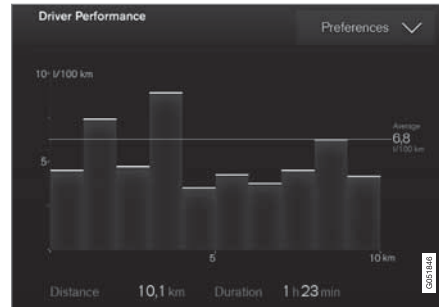 Driver Performance
Preferences
10- l/100 km
Average
6,8
l/100 km
5-
5
10 km
Distance 10,1 km Duration 1 h 23 min
G051846